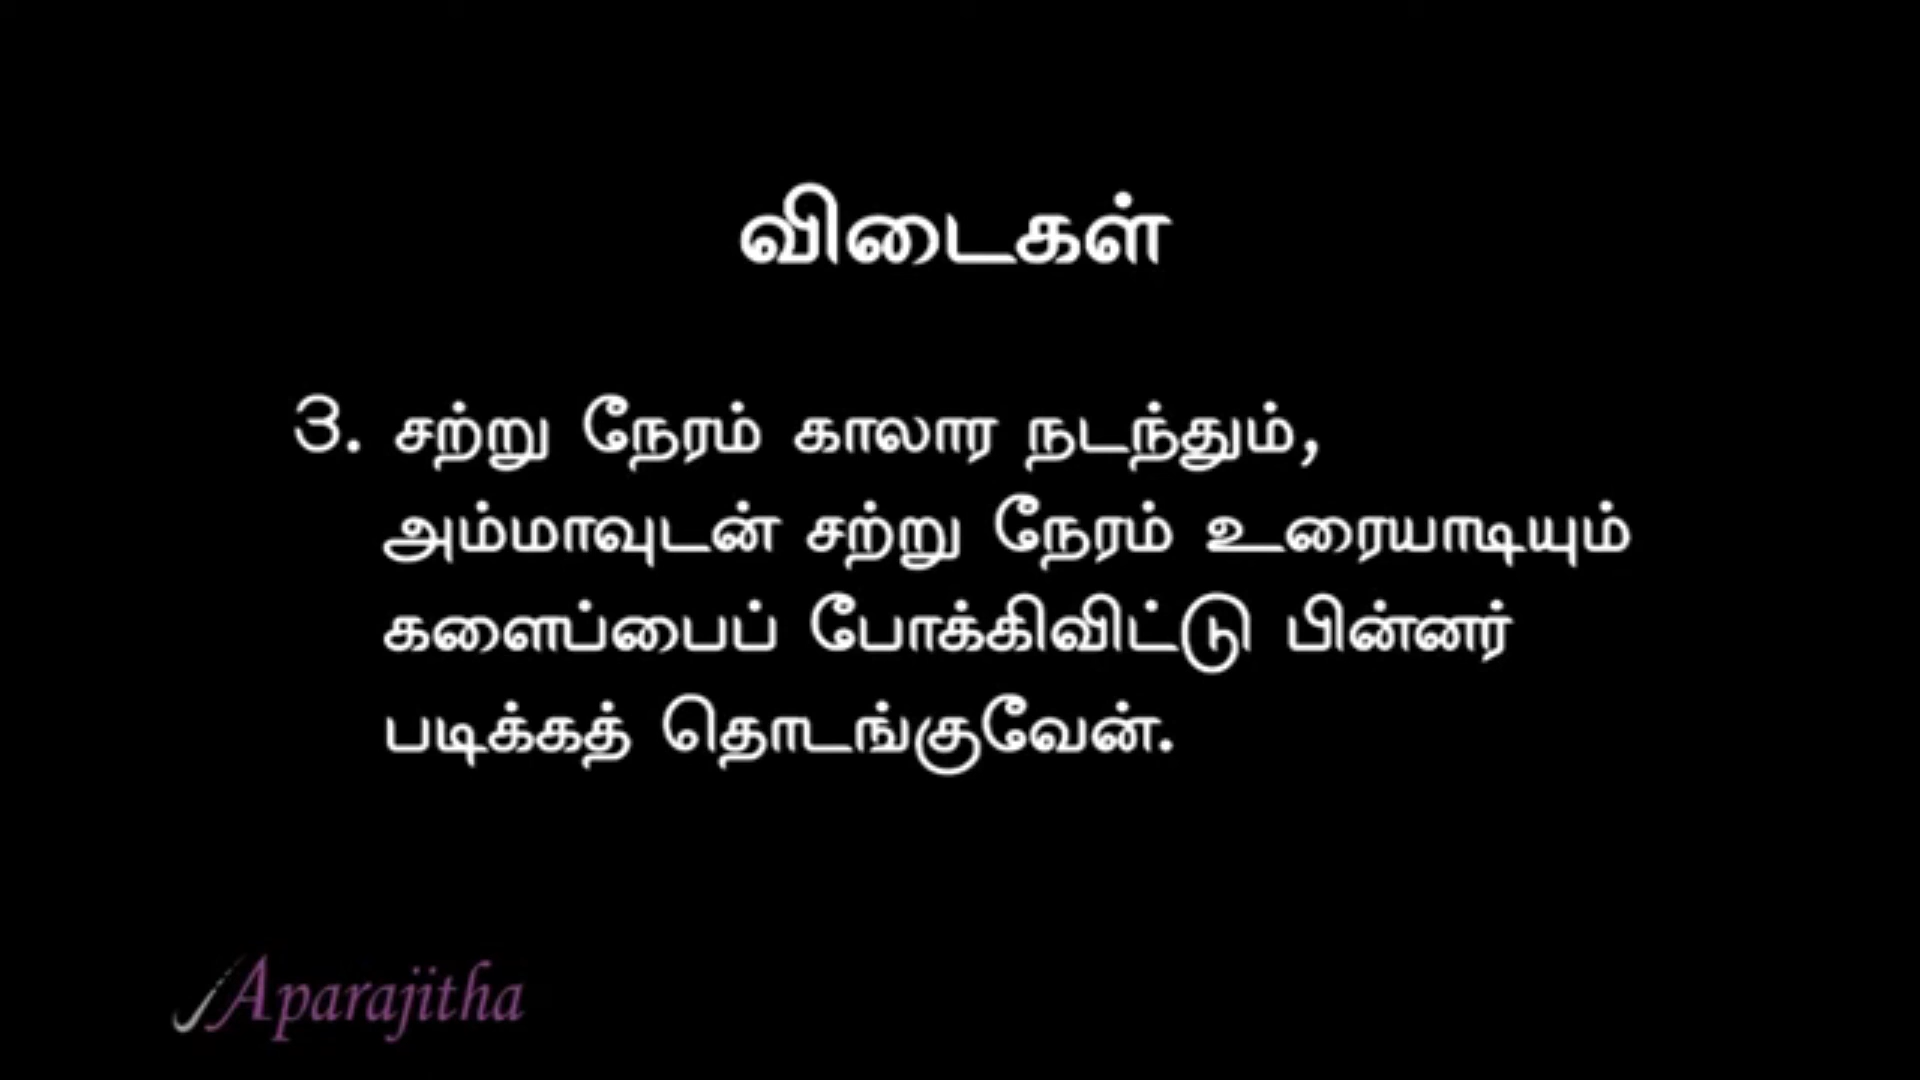 விடைகள்
3. சற்று நேரம் காலார நடந்தும்,
அம்மாவுடன் சற்று நேரம் உரையாடியும்
களைப்பைப் போக்கிவிட்டு பின்னர்
படிக்கத் தொடங்குவேன்.
Aparajitha